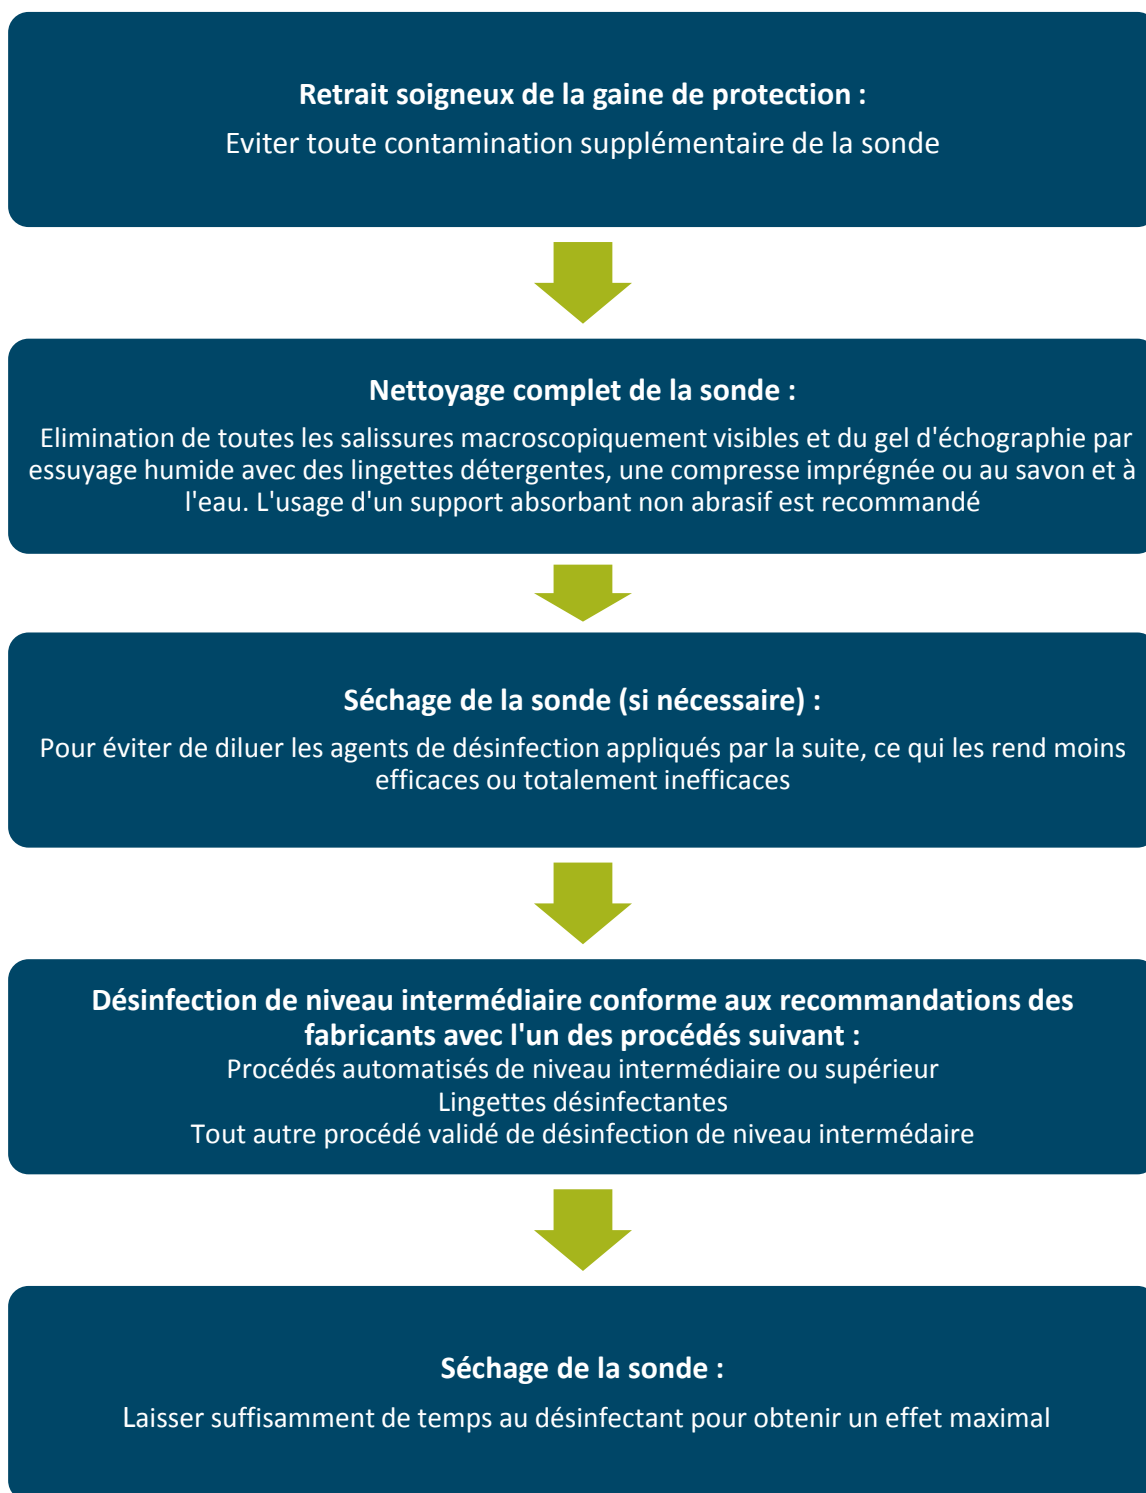 Retrait soigneux de la gaine de protection :
Eviter toute contamination supplémentaire de la sonde
Nettoyage complet de la sonde :
Elimination de toutes les salissures macroscopiquement visibles et du gel d'échographie par
essuyage humide avec des lingettes détergentes, une compresse imprégnée ou au savon et à
l'eau. L'usage d'un support absorbant non abrasif est recommandé
Séchage de la sonde (si nécessaire) :
Pour éviter de diluer les agents de désinfection appliqués par la suite, ce qui les rend moins
efficaces ou totalement inefficaces
Désinfection de niveau intermédiaire conforme aux recommandations des
fabricants avec l'un des procédés suivant :
Procédés automatisés de niveau intermédiaire ou supérieur
Lingettes désinfectantes
Tout autre procédé validé de désinfection de niveau intermédaire
Séchage de la sonde :
Laisser suffisamment de temps au désinfectant pour obtenir un effet maximal